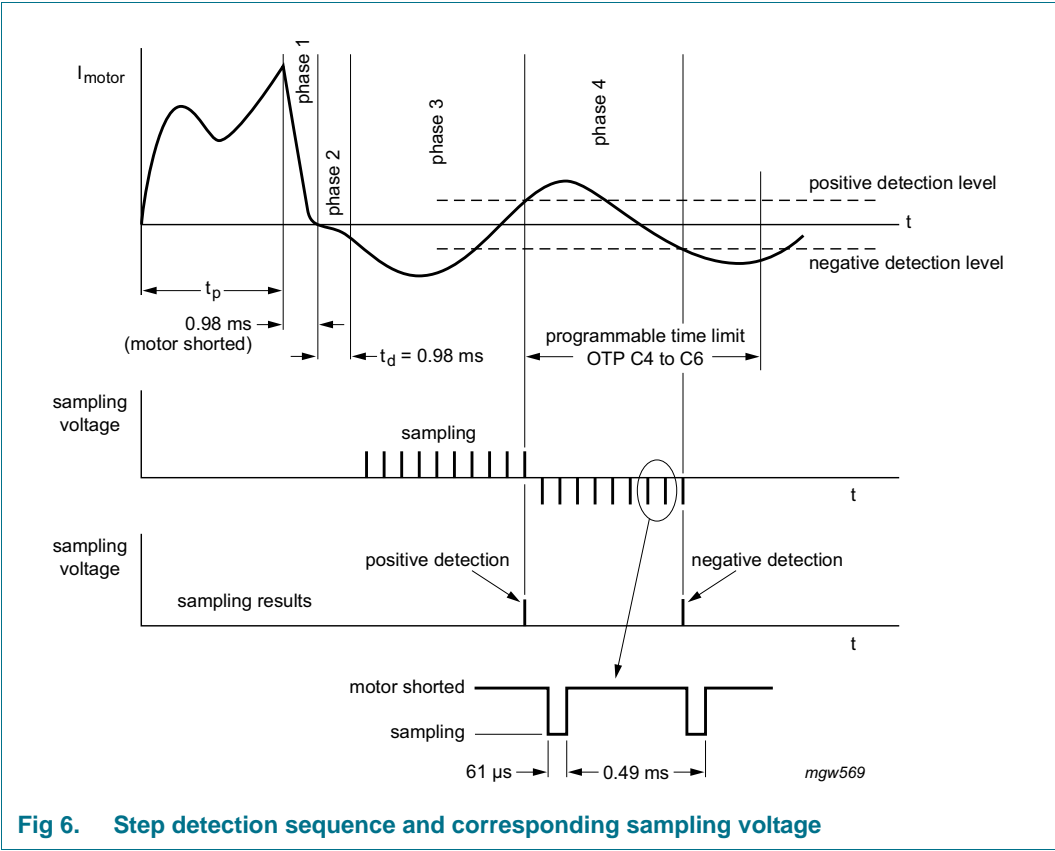 I motor
phase 1
phase 2
phase 3
phase 4
positive detection level
t
negative detection level
tp
0.98 ms
(motor shorted)
td = 0.98 ms
programmable time limit
OTP C4 to C6
sampling
voltage
sampling
t
sampling
voltage
positive detection
negative detection
sampling results
t
motor shorted
sampling
61 µs
0.49 ms
mgw569
Fig 6. Step detection sequence and corresponding sampling voltage